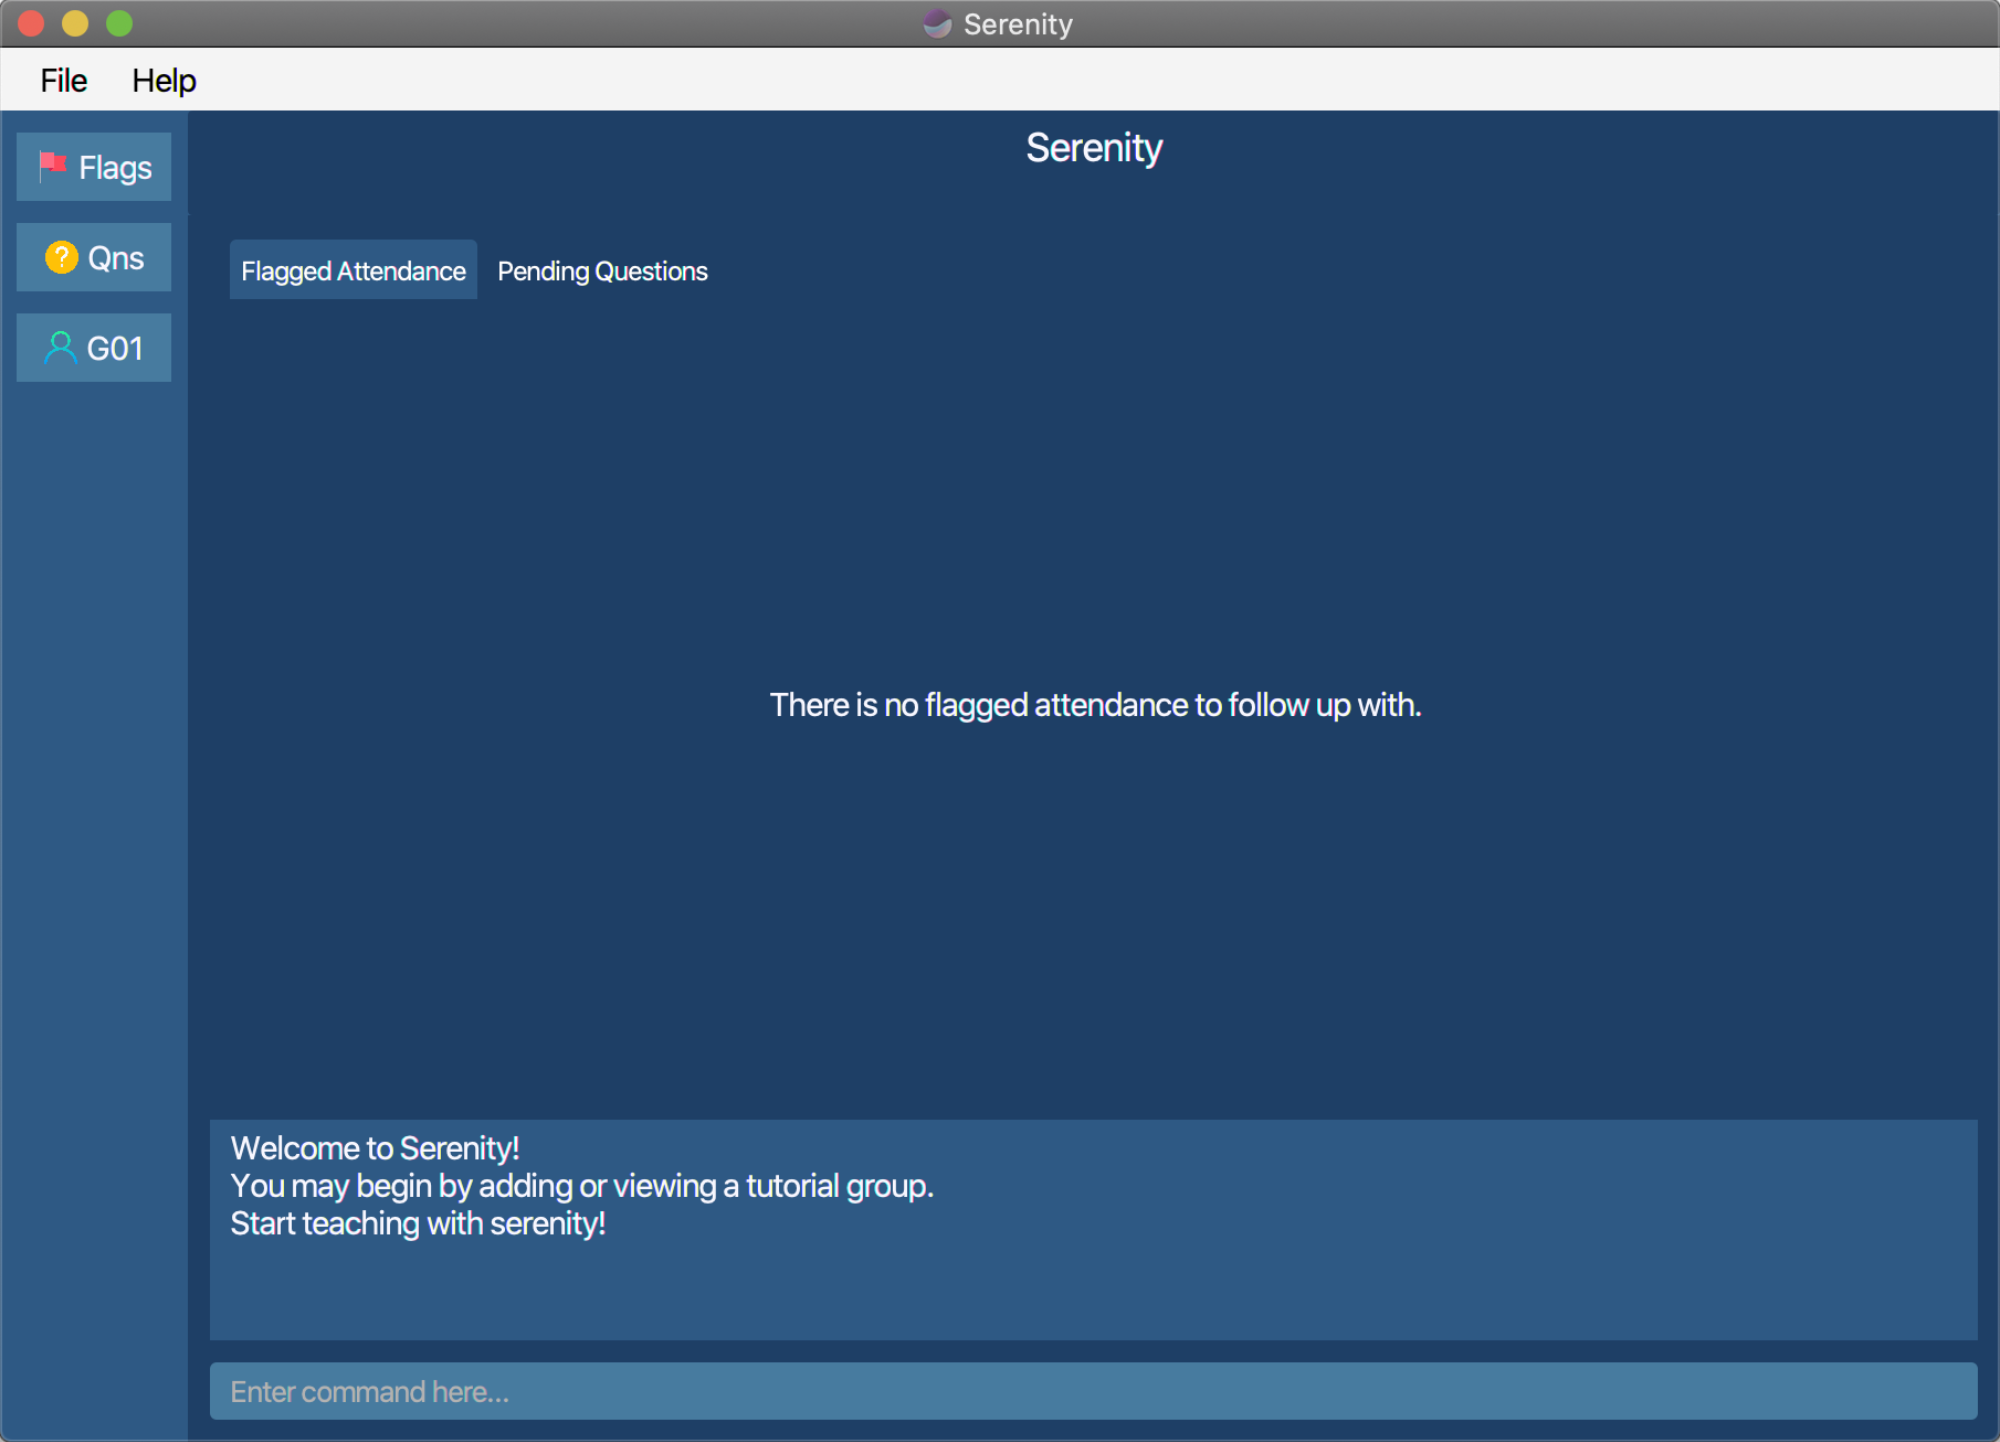 Serenity
File Help
Flags
Qns
G01
Serenity
Flagged Attendance Pending Questions
There is no flagged attendance to follow up with.
Welcome to Serenity!
You may begin by adding or viewing a tutorial group.
Start teaching with serenity!
Enter command here...